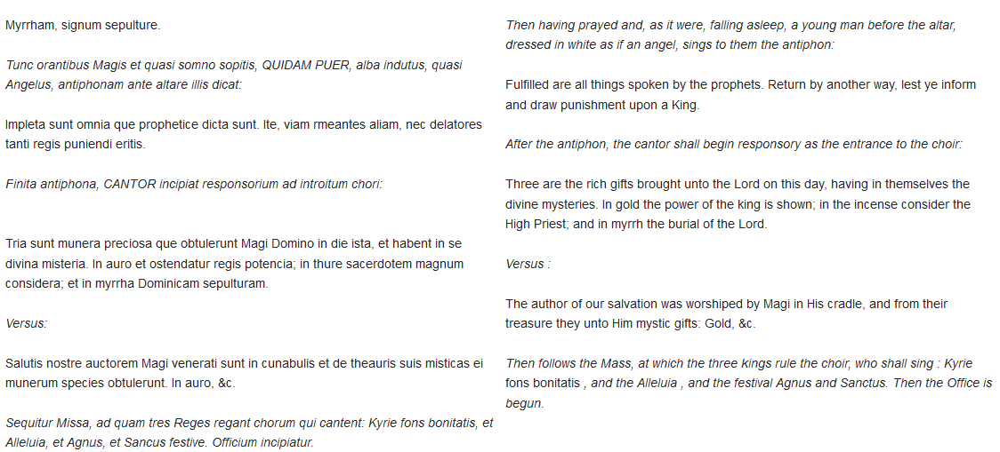 Myrrham, signum sepulture.
Tunc orantibus Magis et quasi somno sopitis, QUIDAM PUER, alba indutus, quasi
Angelus, antiphonam ante altare illis dicat:
Impleta sunt omnia que prophetice dicta sunt. Ite, viam rmeantes aliam, nec delatores
tanti regis puniendi eritis.
Finita antiphona, CANTOR incipiat responsorium ad introitum chori:
Tria sunt munera preciosa que obtulerunt Magi Domino in die ista, et habent in se
divina misteria. In auro et ostendatur regis potencia; in thure sacerdotem magnum
considera; et in myrrha Dominicam sepulturam.
Versus:
Salutis nostre auctorem Magi venerati sunt in cunabulis et de theauris suis misticas ei
munerum species obtulerunt. In auro, &c.
Sequitur Missa, ad quam tres Reges regant chorum qui cantent: Kyrie fons bonitatis, et
Alleluia, et Agnus, et Sancus festive. Officium incipiatur.
Then having prayed and, as it were, falling asleep, a young man before the altar,
dressed in white as if an angel, sings to them the antiphon:
Fulfilled are all things spoken by the prophets. Return by another way, lest ye inform
and draw punishment upon a King.
After the antiphon, the cantor shall begin responsory as the entrance to the choir:
Three are the rich gifts brought unto the Lord on this day, having in themselves the
divine mysteries. In gold the power of the king is shown; in the incense consider the
High Priest; and in myrrh the burial of the Lord.
Versus :
The author of our salvation was worshiped by Magi in His cradle, and from their
treasure they unto Him mystic gifts: Gold, &c.
Then follows the Mass, at which the three kings rule the choir, who shall sing : Kyrie
fons bonitatis , and the Alleluia , and the festival Agnus and Sanctus. Then the Office is
begun.